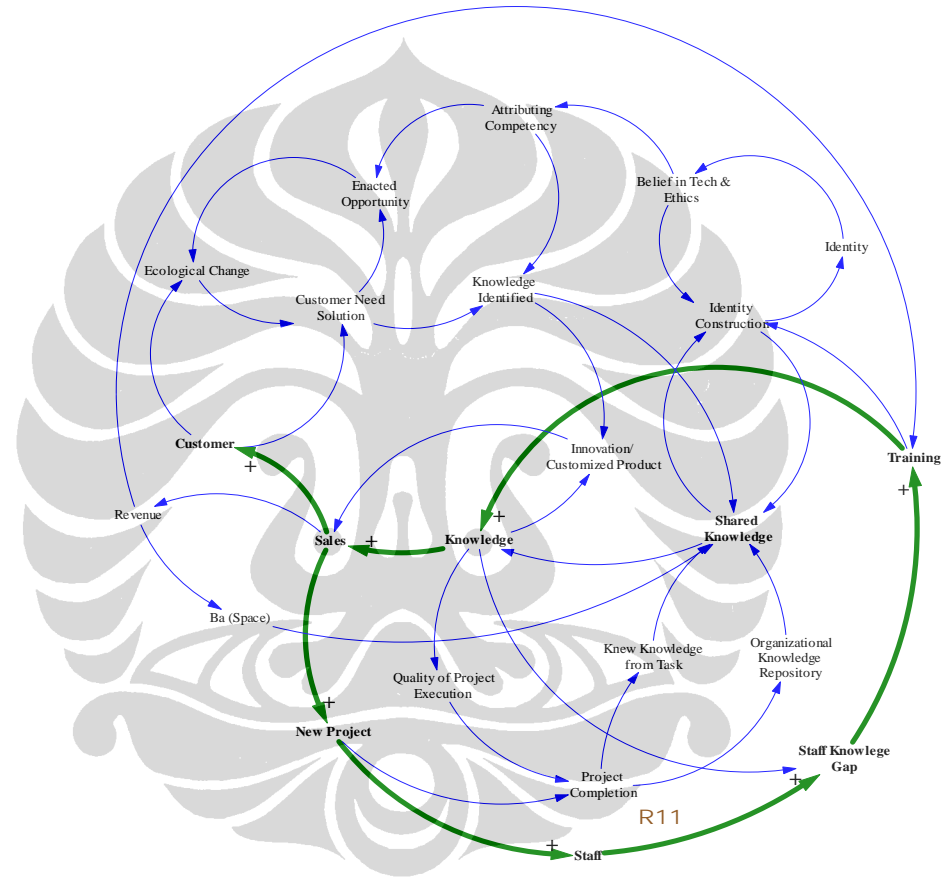 Attributing
Competency
Enacted
Opportunity
Belief in Tech &
Ethics
Identity
Ecological Change
Customer Need
Solution
Knowledge
Identified
Identity
Construction
Customer
+
Innovation/
Customized Product
Training
+
Revenue
Sales
+
Knowledge
+
Shared
Knowledge
Ba (Space)
Knew Knowledge
from Task
Organizational
Knowledge
Repository
Quality of Project
Execution
+
New Project
Staff Knowlege
Gap
+
Project
Completion
R11
+
Staff